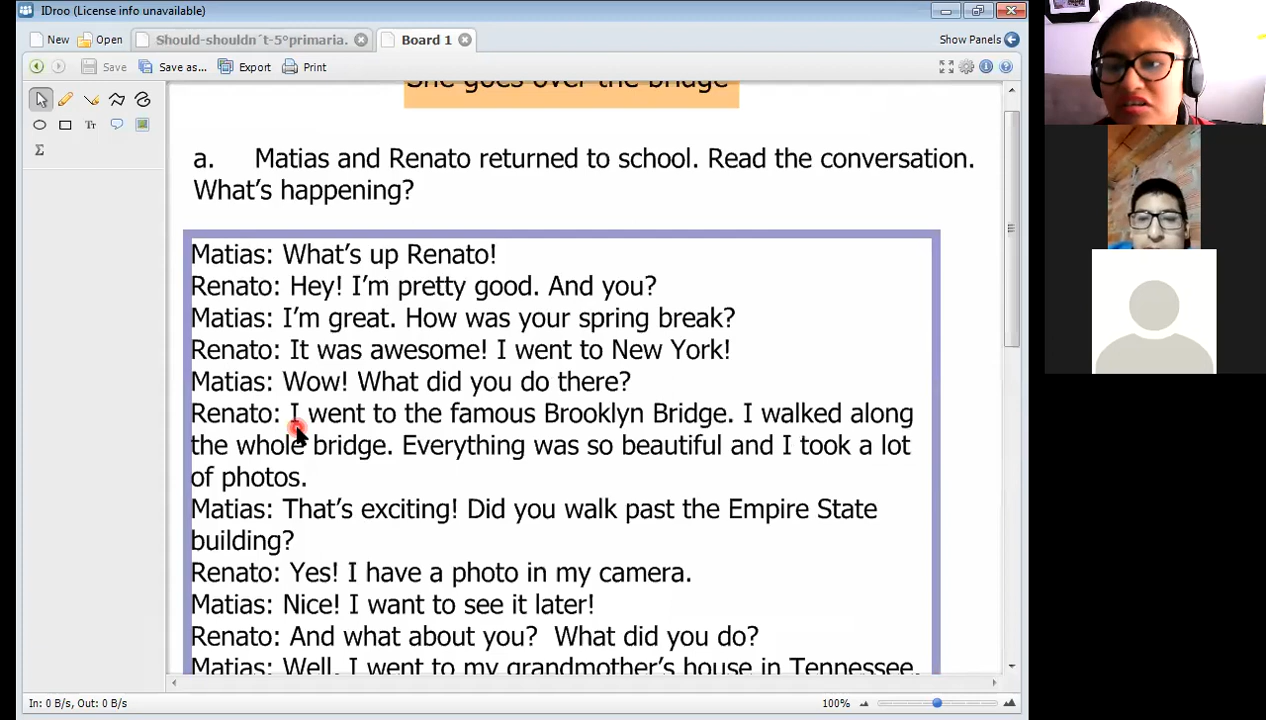 IDroo (License info unavailable)
New Open Should-shouldn´t-5°primaria. Board 1 Show Panels
Save Save as... Export Print
She goes over the bridge
a. Matias and Renato returned to school. Read the conversation.
What's happening?
Matias: What's up Renato!
Renato: Hey! I'm pretty good. And you?
Matias: I'm great. How was your spring break?
Renato: It was awesome! I went to New York!
Matias: Wow! What did you do there?
Renato: I went to the famous Brooklyn Bridge. I walked along
the whole bridge. Everything was so beautiful and I took a lot
of photos.
Matias: That's exciting! Did you walk past the Empire State
building?
Renato: Yes! I have a photo in my camera.
Matias: Nice! I want to see it later!
Renato: And what about you?  What did you do?
Matias: Well, I went to my grandmother's house in Tennessee.
In: 0 B/s, Out: 0 B/s 100%